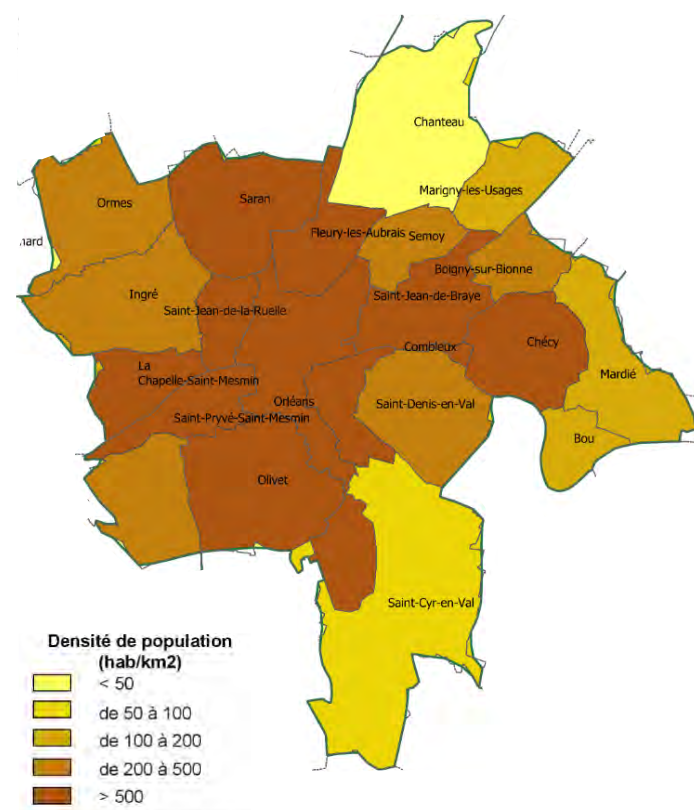 Chanteau
Marigny-les-Usages
Ormes
Saran
Fleury-les-Aubrais
Semoy
Boigny-sur-Bionne
Ingré
Saint-Jean-de-la-Ruelle
Saint-Jean-de-Braye
Combleux
Chécy
Mardié
La
Chapelle-Saint-Mesmin
Orléans
Saint-Pryvé-Saint-Mesmin
Saint-Denis-en-Val
Bou
Olivet
Saint-Cyr-en-Val
Densité de population
(hab/km2)
< 50
de 50 à 100
de 100 à 200
de 200 à 500
> 500